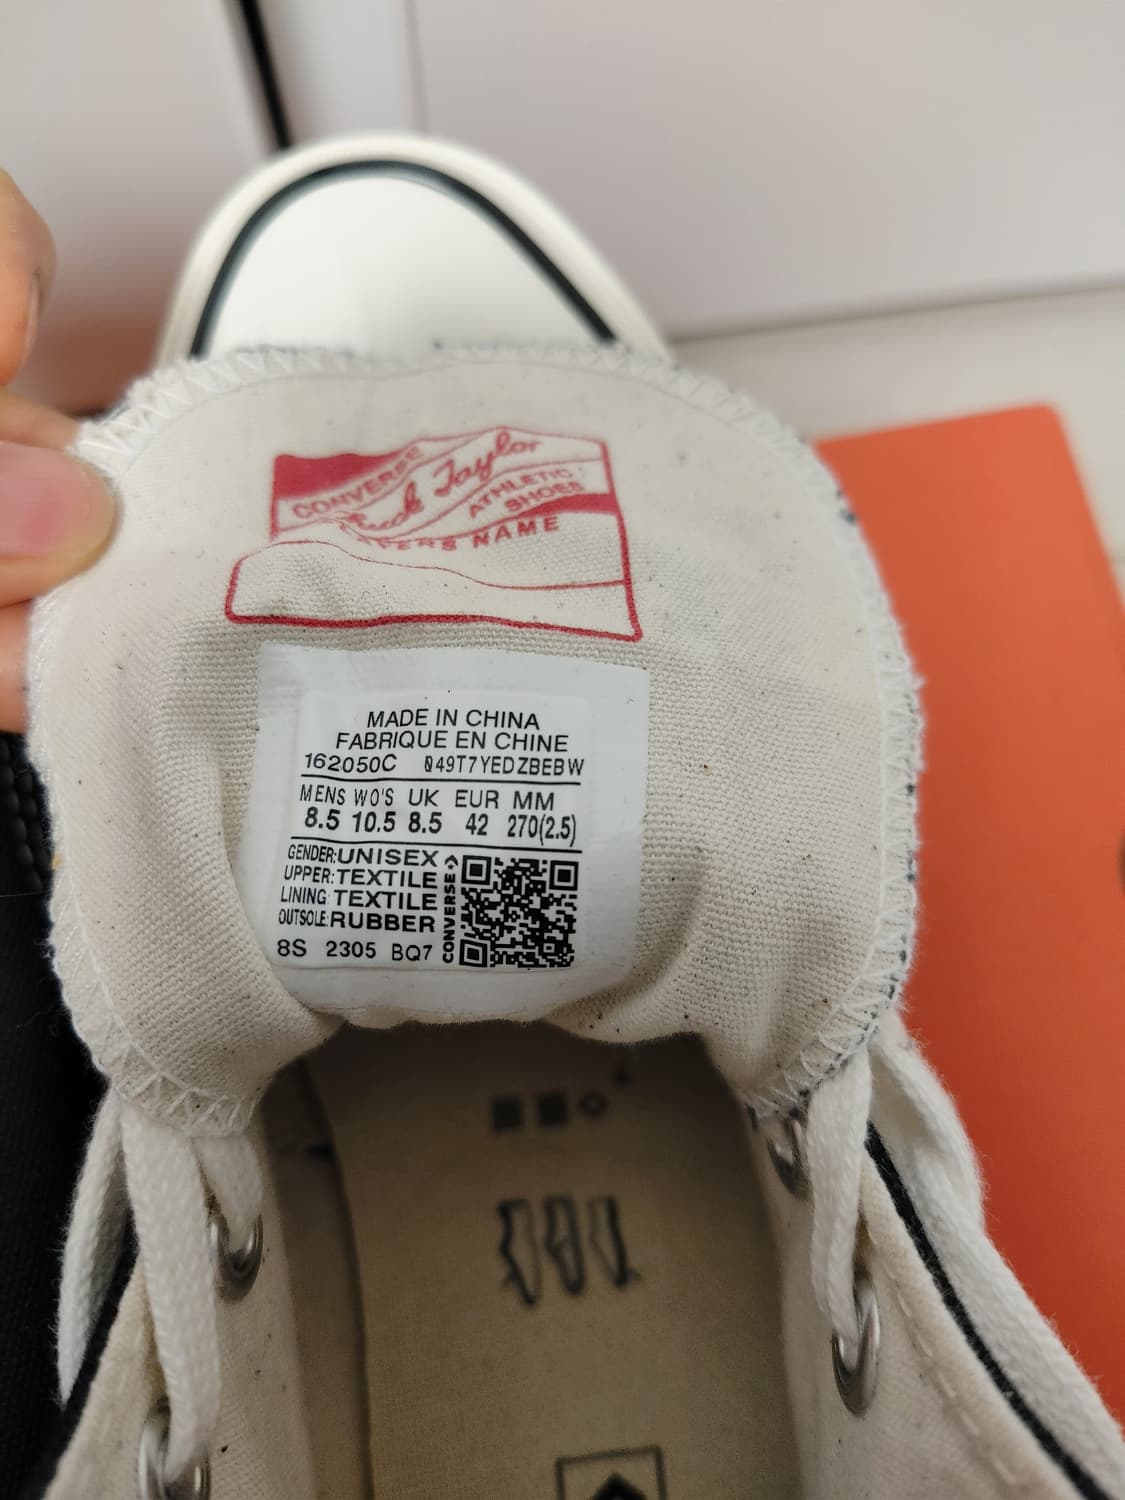 CONVERSE
Chuck Taylor
ATHLETIC
SHOES
NAME
MADE IN CHINA
FABRIQUE EN CHINE
162050C 049T7YEDZBEBW
MENS WO'S UK EUR MM
8.5 10.5 8.5 42 270(2.5)
GENDER:UNISEX
UPPER:TEXTILE
LINING:TEXTILE
OUTSOLE:RUBBER
8S 2305 BQ7
CONVERSE